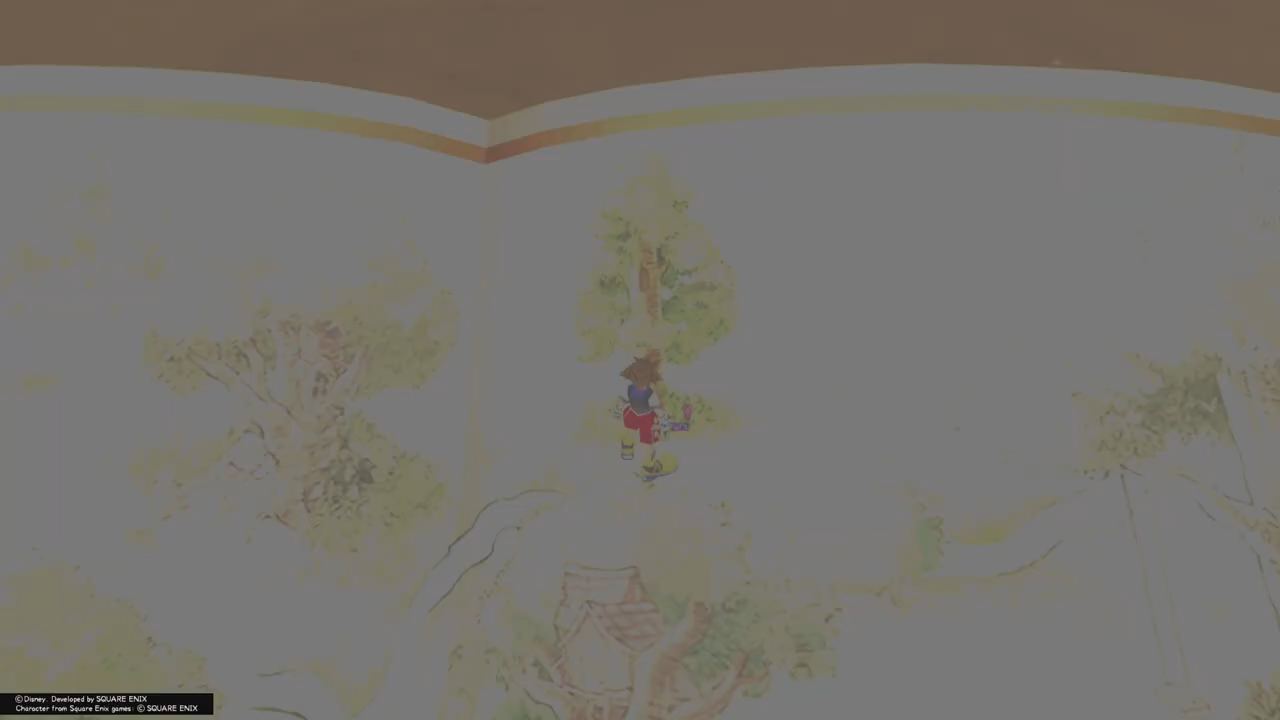 ©Disney. Developed by SQUARE ENIX
Character from Square Enix games: © SQUARE ENIX